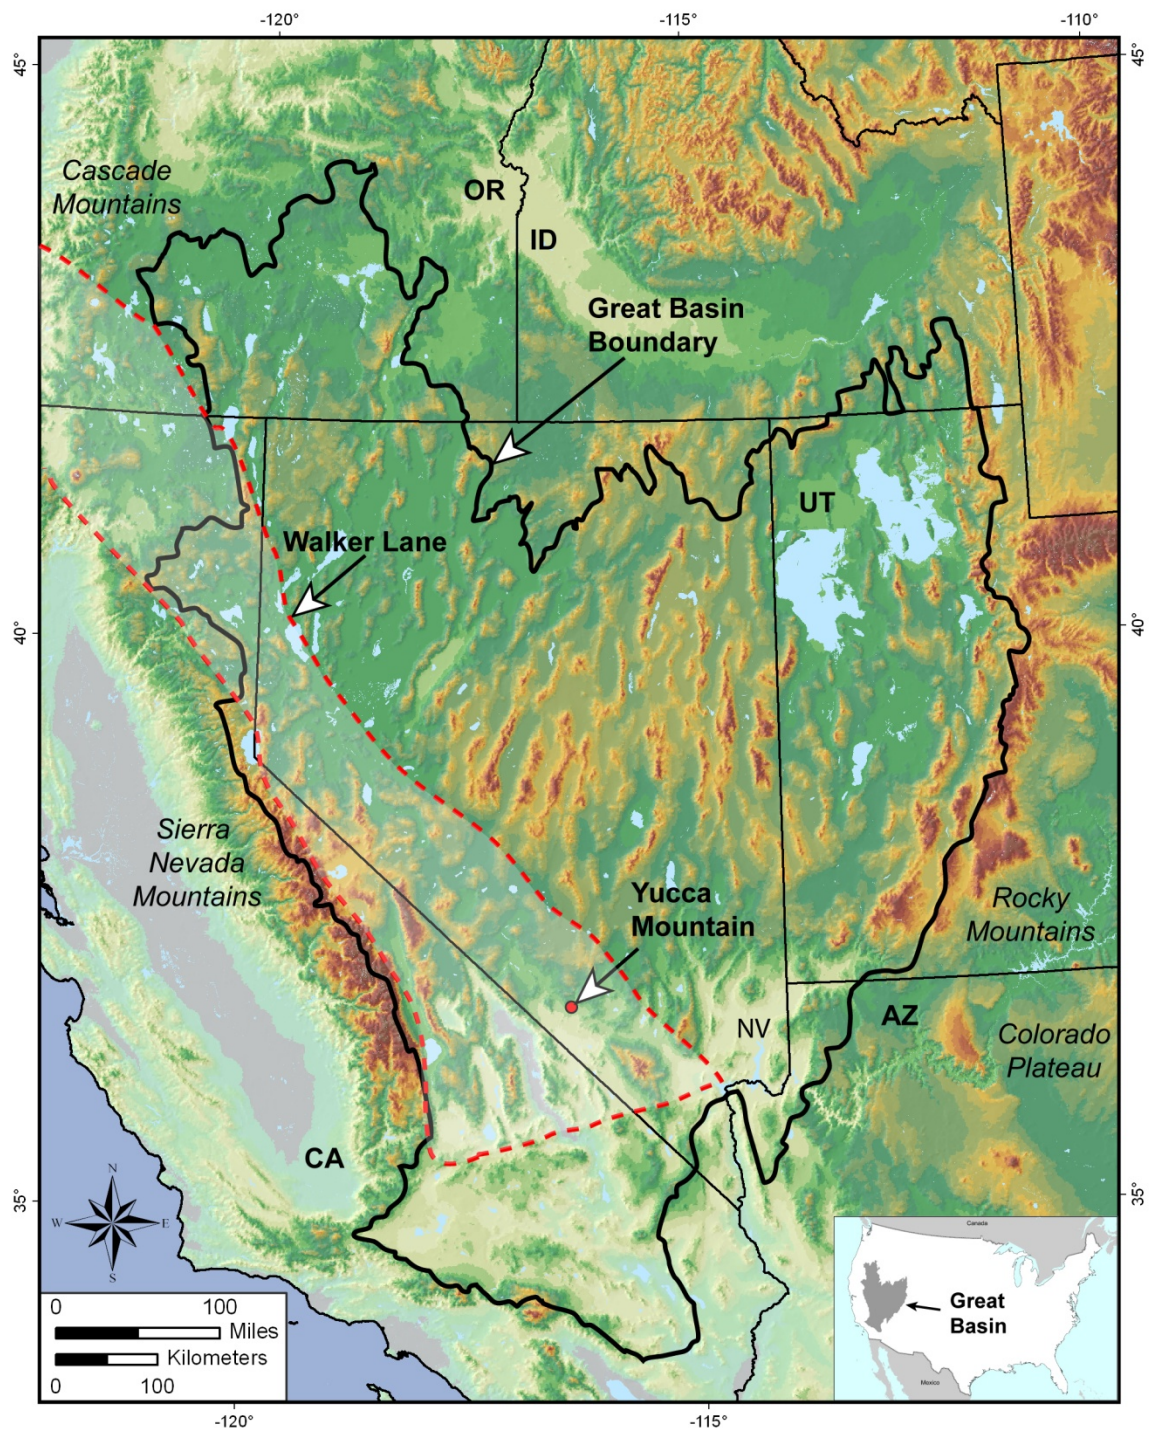 -120°
-115°
-110°
45°
45°
Cascade
Mountains
OR
ID
Great Basin
Boundary
UT
Walker Lane
40°
40°
Sierra
Nevada
Mountains
Yucca
Mountain
Rocky
Mountains
NV
AZ
Colorado
Plateau
CA
N
W
E
S
35°
35°
0
100
Miles
Kilometers
0
100
Canada
Great
Basin
Mexico
-120°
-115°